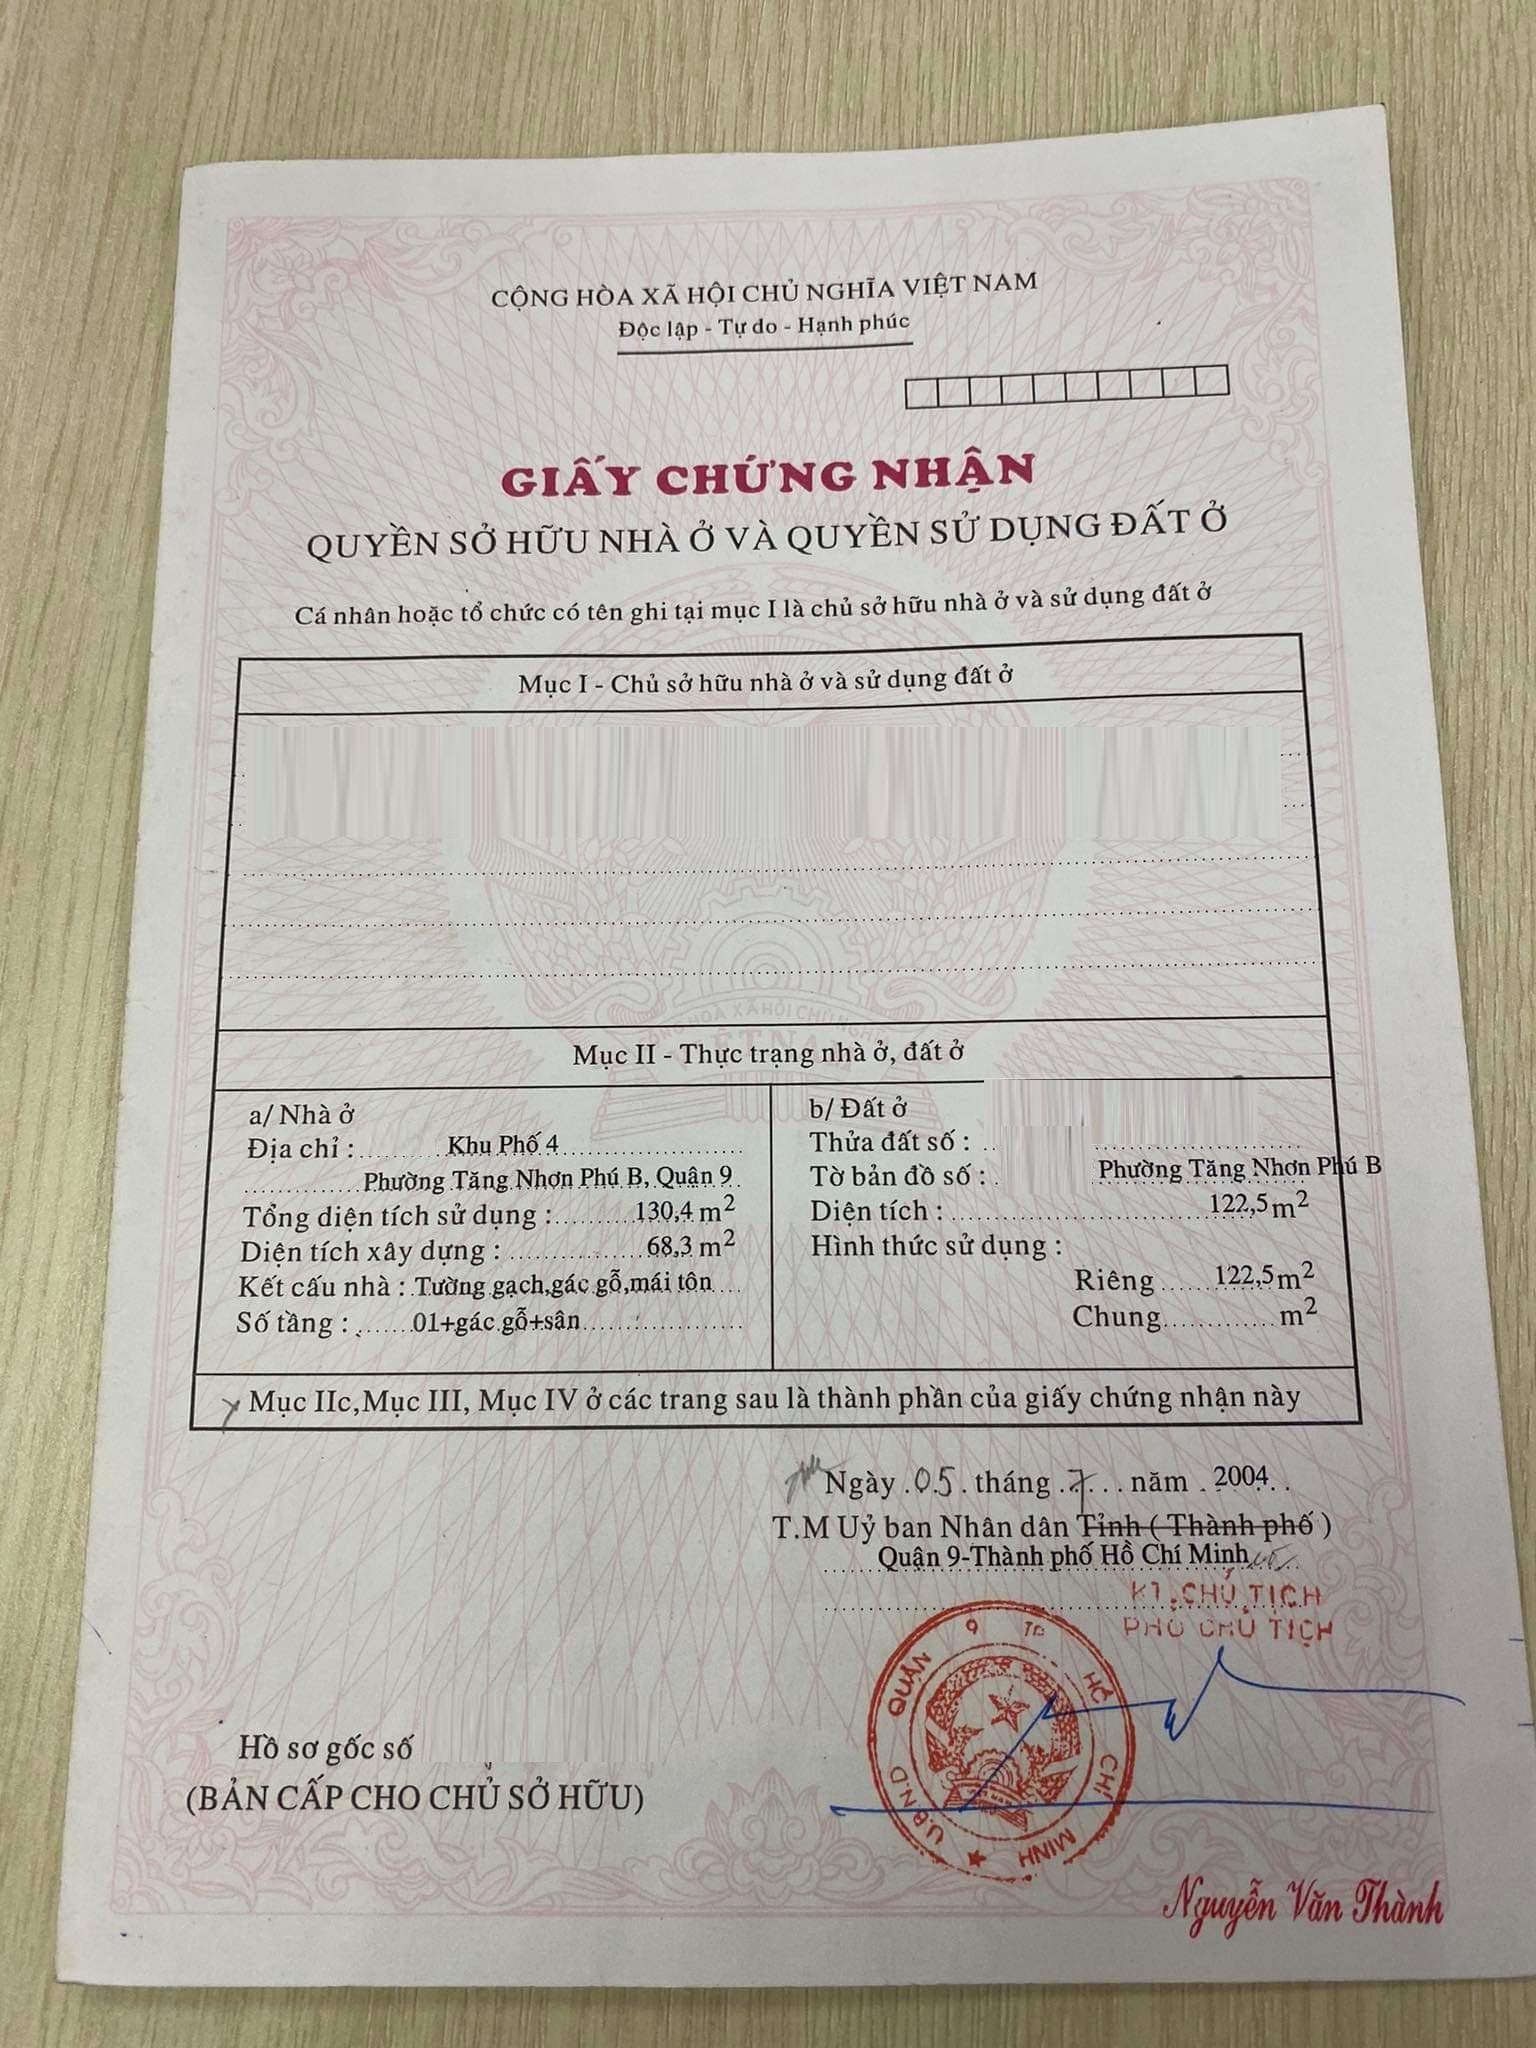 CỘNG HÒA XÃ HỘI CHỦ NGHĨA VIỆT NAM
Độc lập - Tự do - Hạnh phúc
GIẤY CHỨNG NHẬN
QUYỀN SỞ HỮU NHÀ Ở VÀ QUYỀN SỬ DỤNG ĐẤT Ở
Cá nhân hoặc tổ chức có tên ghi tại mục I là chủ sở hữu nhà ở và sử dụng đất ở
Mục I - Chủ sở hữu nhà ở và sử dụng đất ở
Mục II - Thực trạng nhà ở, đất ở
a/ Nhà ở
Địa chỉ : Khu Phố 4
Phường Tăng Nhơn Phú B, Quận 9
Tổng diện tích sử dụng : 130,4 m2
Diện tích xây dựng : 68,3 m2
Kết cấu nhà : Tường gạch,gác gỗ,mái tôn
Số tầng : 01+gác gỗ+sân
b/ Đất ở
Thửa đất số :
Tờ bản đồ số : Phường Tăng Nhơn Phú B
Diện tích : 122,5m2
Hình thức sử dụng :
Riêng 122,5m2
Chung m2
Mục IIc,Mục III, Mục IV ở các trang sau là thành phần của giấy chứng nhận này
Ngày 05 tháng 7 năm 2004
T.M Uỷ ban Nhân dân Tỉnh ( Thành phố )
Quận 9-Thành phố Hồ Chí Minh
KT.CHỦ TỊCH
PHÓ CHỦ TỊCH
U.B.N.D QUẬN 9 TP HỒ CHÍ MINH
Hồ sơ gốc số
(BẢN CẤP CHO CHỦ SỞ HỮU)
Nguyễn Văn Thành